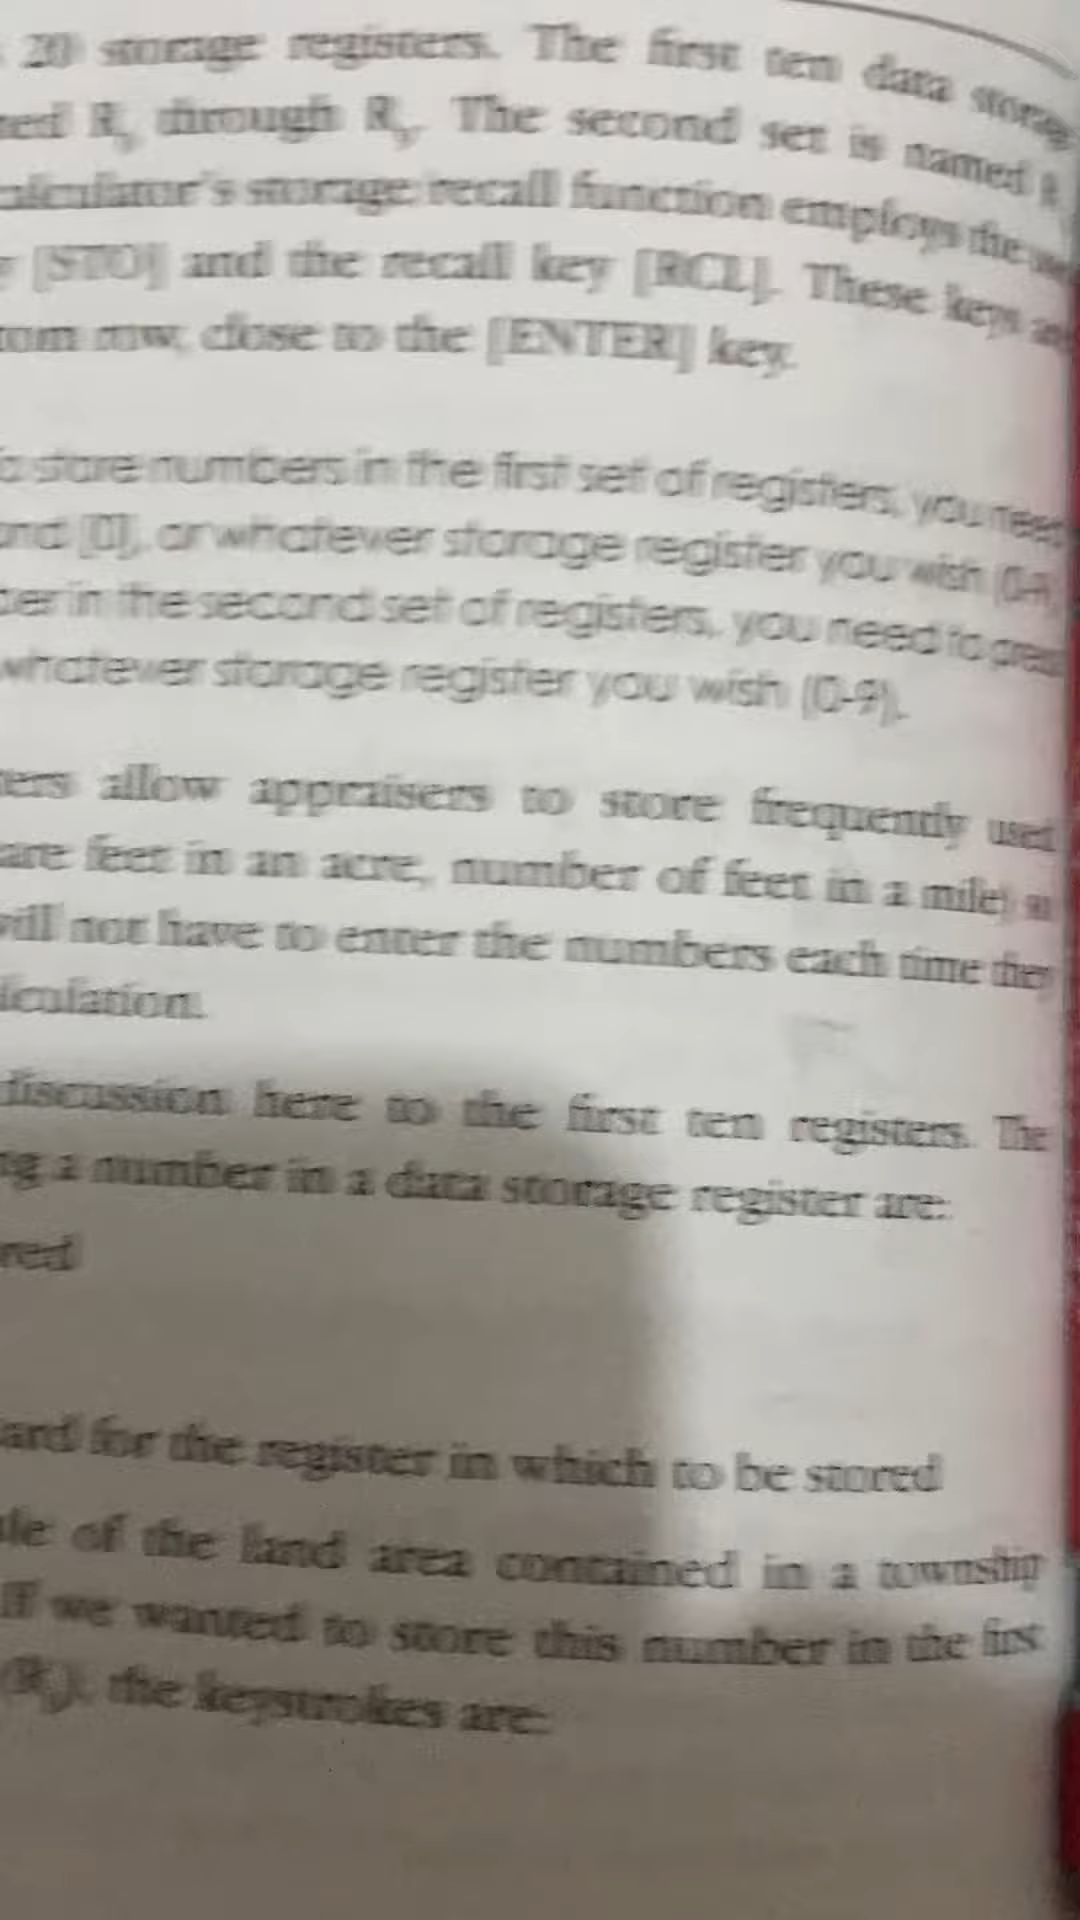 20 storage registers. The first ten data storage
R₀ through R₉. The second set is named
calculator's storage recall function employs the
[STO] and the recall key [RCL]. These keys
row, close to the [ENTER] key.
store numbers in the first set of registers, you need
and [0], or whatever storage register you wish (0-9)
in the second set of registers, you need to press
whatever storage register you wish (0-9).
allow appraisers to store frequently used
feet in an acre, number of feet in a mile) so
will not have to enter the numbers each time they
discussion here to the first ten registers. The
a number in a data storage register are:
for the register in which to be stored
of the land area contained in a township
If we wanted to store this number in the first
the keystrokes are: